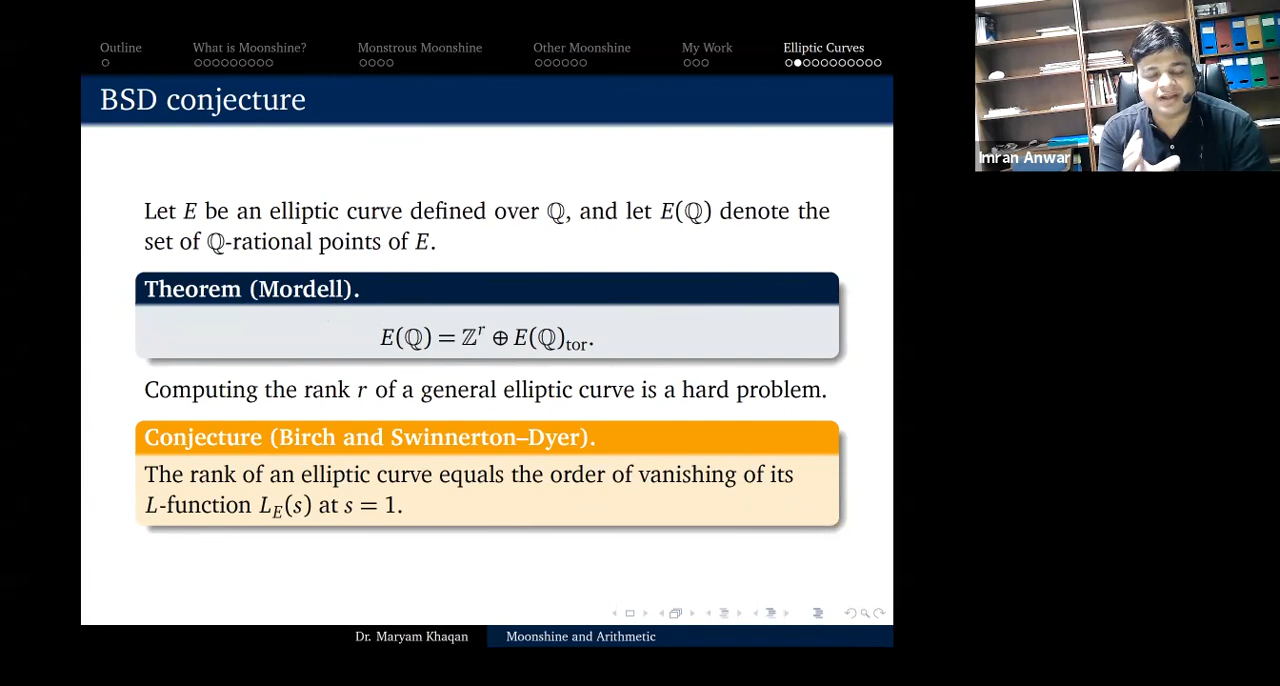 Outline What is Moonshine? Monstrous Moonshine Other Moonshine My Work Elliptic Curves
BSD conjecture
Imran Anwar
Let E be an elliptic curve defined over ℚ, and let E(ℚ) denote the
set of ℚ-rational points of E.
Theorem (Mordell).
E(ℚ) = ℤ^r ⊕ E(ℚ)_tor.
Computing the rank r of a general elliptic curve is a hard problem.
Conjecture (Birch and Swinnerton–Dyer).
The rank of an elliptic curve equals the order of vanishing of its
L-function L_E(s) at s = 1.
Dr. Maryam Khaqan Moonshine and Arithmetic